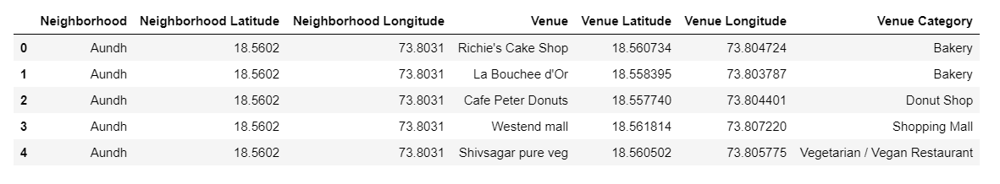 Neighborhood Neighborhood Latitude Neighborhood Longitude Venue Venue Latitude Venue Longitude Venue Category
0 Aundh 18.5602 73.8031 Richie's Cake Shop 18.560734 73.804724 Bakery
1 Aundh 18.5602 73.8031 La Bouchee d'Or 18.558395 73.803787 Bakery
2 Aundh 18.5602 73.8031 Cafe Peter Donuts 18.557740 73.804401 Donut Shop
3 Aundh 18.5602 73.8031 Westend mall 18.561814 73.807220 Shopping Mall
4 Aundh 18.5602 73.8031 Shivsagar pure veg 18.560502 73.805775 Vegetarian / Vegan Restaurant